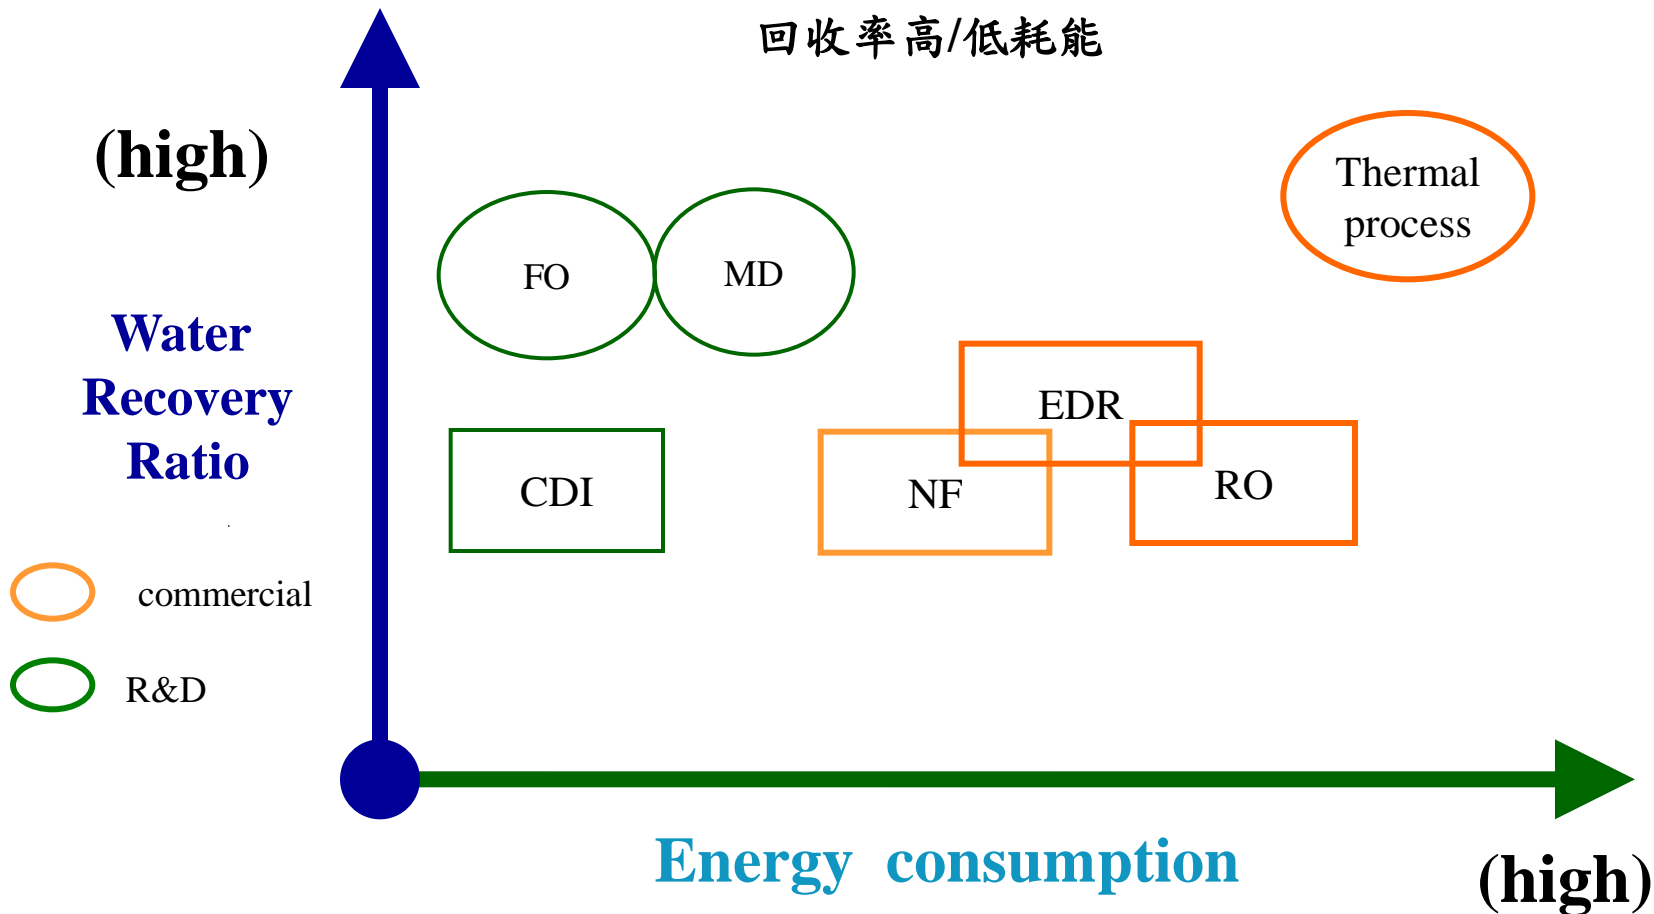 回收率高/低耗能
(high)
Thermal
process
FO
MD
Water
Recovery
Ratio
EDR
CDI
NF
RO
commercial
R&D
Energy consumption
(high)